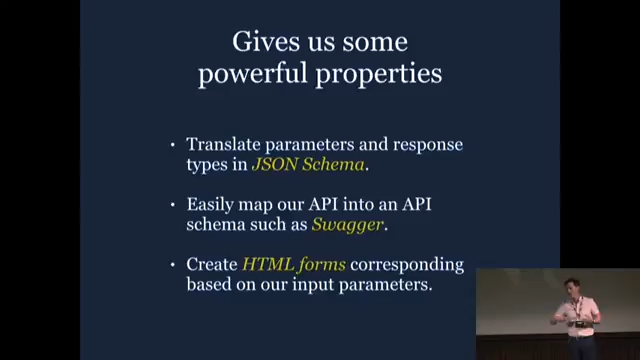 Gives us some
powerful properties
• Translate parameters and response
types in JSON Schema.
• Easily map our API into an API
schema such as Swagger.
• Create HTML forms corresponding
based on our input parameters.